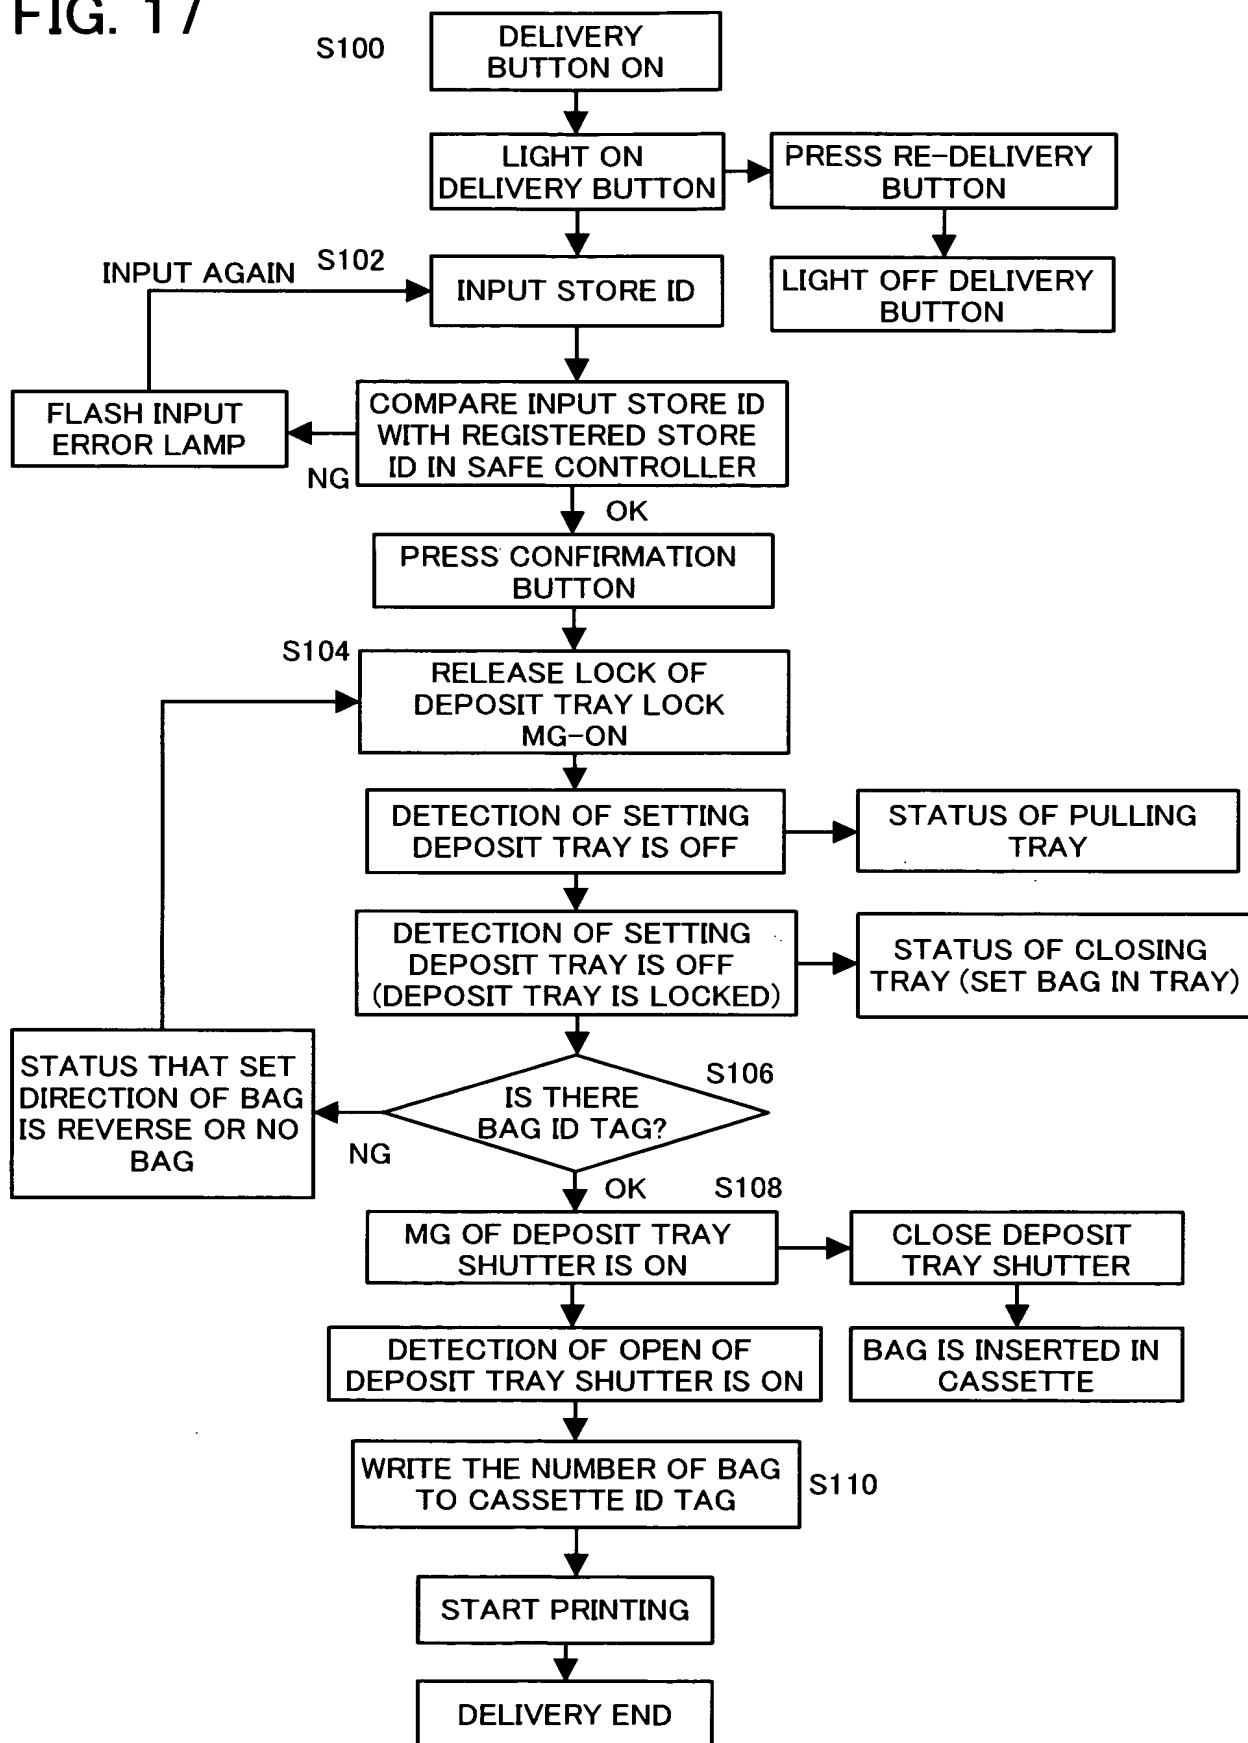 FIG. 17
S100
DELIVERY
BUTTON ON
LIGHT ON
DELIVERY BUTTON
PRESS RE-DELIVERY
BUTTON
LIGHT OFF DELIVERY
BUTTON
INPUT AGAIN
S102
INPUT STORE ID
FLASH INPUT
ERROR LAMP
COMPARE INPUT STORE ID
WITH REGISTERED STORE
ID IN SAFE CONTROLLER
NG
OK
PRESS CONFIRMATION
BUTTON
S104
RELEASE LOCK OF
DEPOSIT TRAY LOCK
MG-ON
DETECTION OF SETTING
DEPOSIT TRAY IS OFF
STATUS OF PULLING
TRAY
DETECTION OF SETTING
DEPOSIT TRAY IS OFF
(DEPOSIT TRAY IS LOCKED)
STATUS OF CLOSING
TRAY (SET BAG IN TRAY)
STATUS THAT SET
DIRECTION OF BAG
IS REVERSE OR NO
BAG
S106
IS THERE
BAG ID TAG?
NG
OK
S108
MG OF DEPOSIT TRAY
SHUTTER IS ON
CLOSE DEPOSIT
TRAY SHUTTER
DETECTION OF OPEN OF
DEPOSIT TRAY SHUTTER IS ON
BAG IS INSERTED IN
CASSETTE
WRITE THE NUMBER OF BAG
TO CASSETTE ID TAG
S110
START PRINTING
DELIVERY END